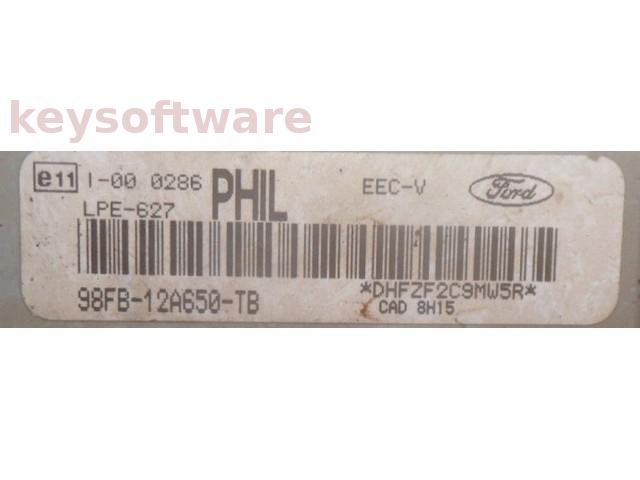 keysoftware
e11 I-00 0286 PHIL EEC-V Ford
LPE-627
*DHFZF2C9MW5R*
98FB-12A650-TB CAD 8H15